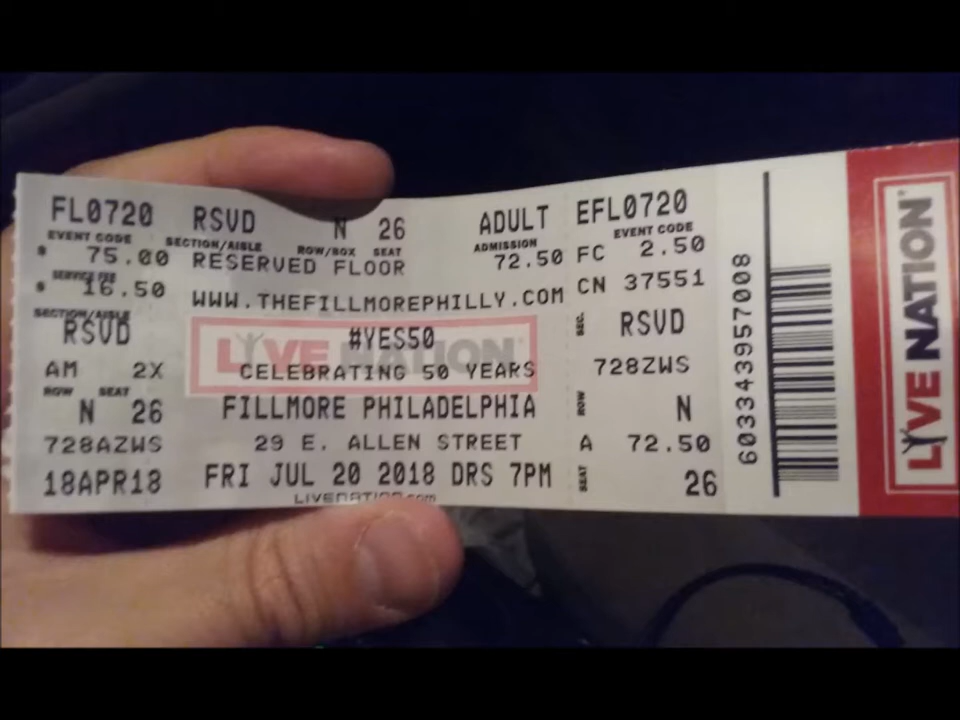 FL0720 RSVD N 26 ADULT
EVENT CODE SECTION/AISLE ROW/BOX SEAT ADMISSION
$ 75.00 RESERVED FLOOR 72.50
SERVICE FEE
$ 16.50 WWW.THEFILLMOREPHILLY.COM
SECTION/AISLE
RSVD #YES50
LIVE NATION
AM 2X CELEBRATING 50 YEARS
ROW SEAT
N 26 FILLMORE PHILADELPHIA
728AZWS 29 E. ALLEN STREET
18APR18 FRI JUL 20 2018 DRS 7PM
LIVENATION.com
EFL0720
EVENT CODE
FC 2.50
CN 37551
SEC. RSVD
728ZWS
ROW N
A 72.50
SEAT 26
6033439957008
LIVE NATION